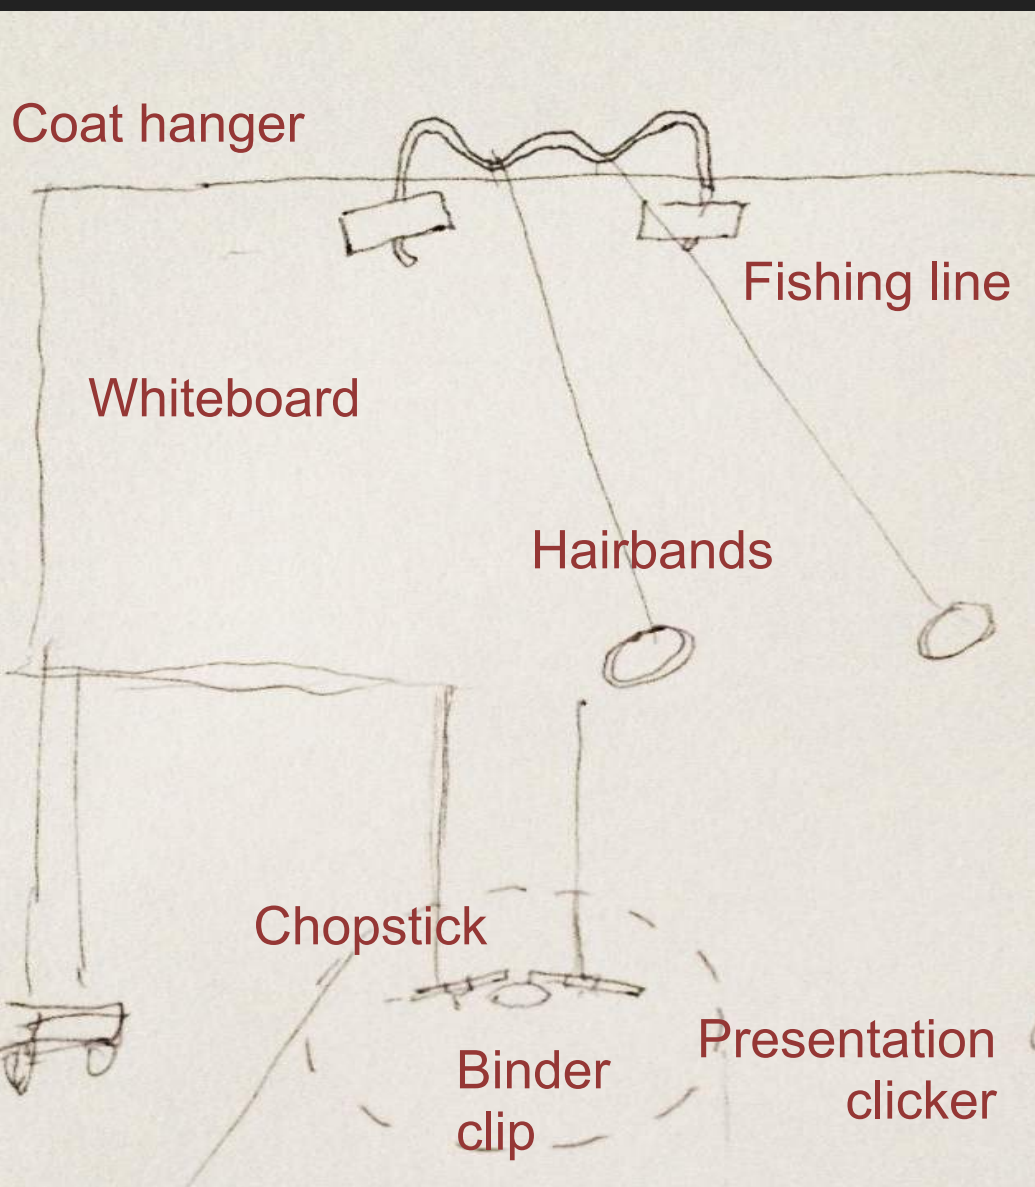 Coat hanger
Fishing line
Whiteboard
Hairbands
Chopstick
Presentation
clicker
Binder
clip